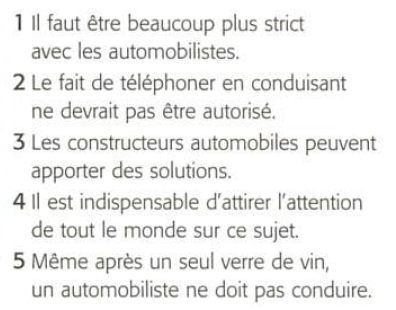 1 Il faut être beaucoup plus strict
avec les automobilistes.
2 Le fait de téléphoner en conduisant
ne devrait pas être autorisé.
3 Les constructeurs automobiles peuvent
apporter des solutions.
4 Il est indispensable d'attirer l'attention
de tout le monde sur ce sujet.
5 Même après un seul verre de vin,
un automobiliste ne doit pas conduire.